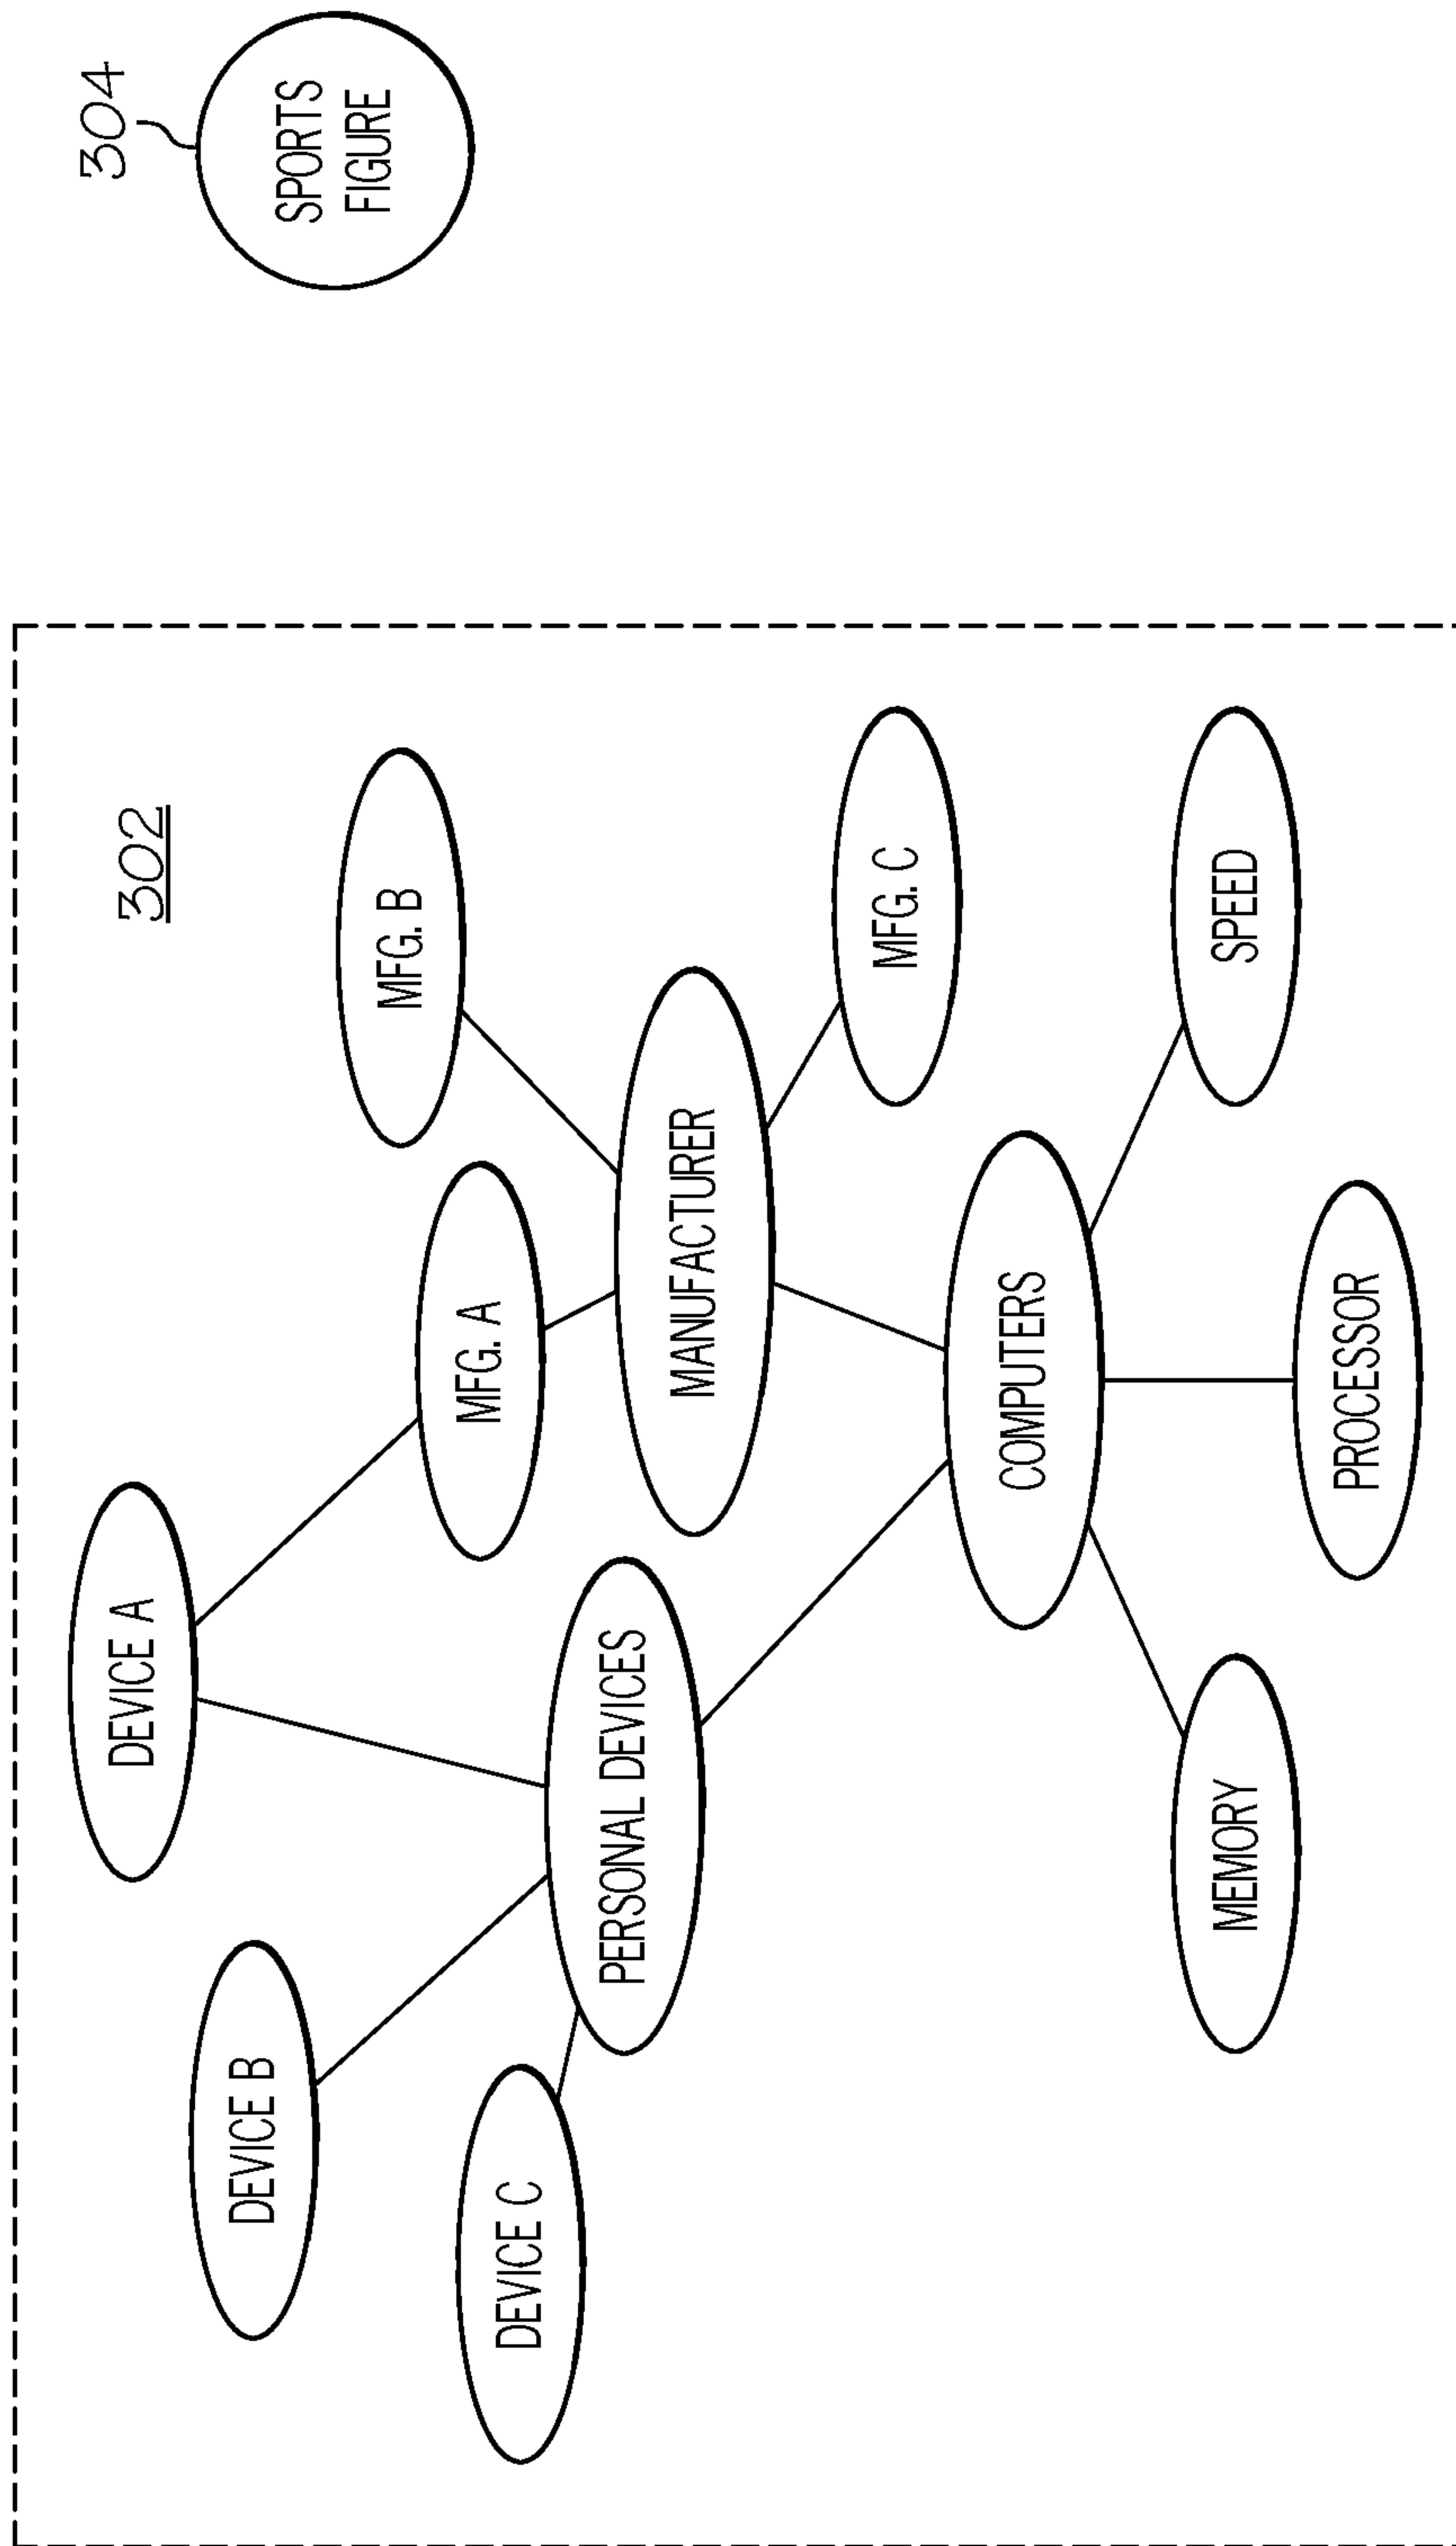 302
304
SPORTS
FIGURE
DEVICE A
DEVICE B
DEVICE C
MFG. A
MFG. B
PERSONAL DEVICES
MANUFACTURER
MFG. C
COMPUTERS
MEMORY
SPEED
PROCESSOR